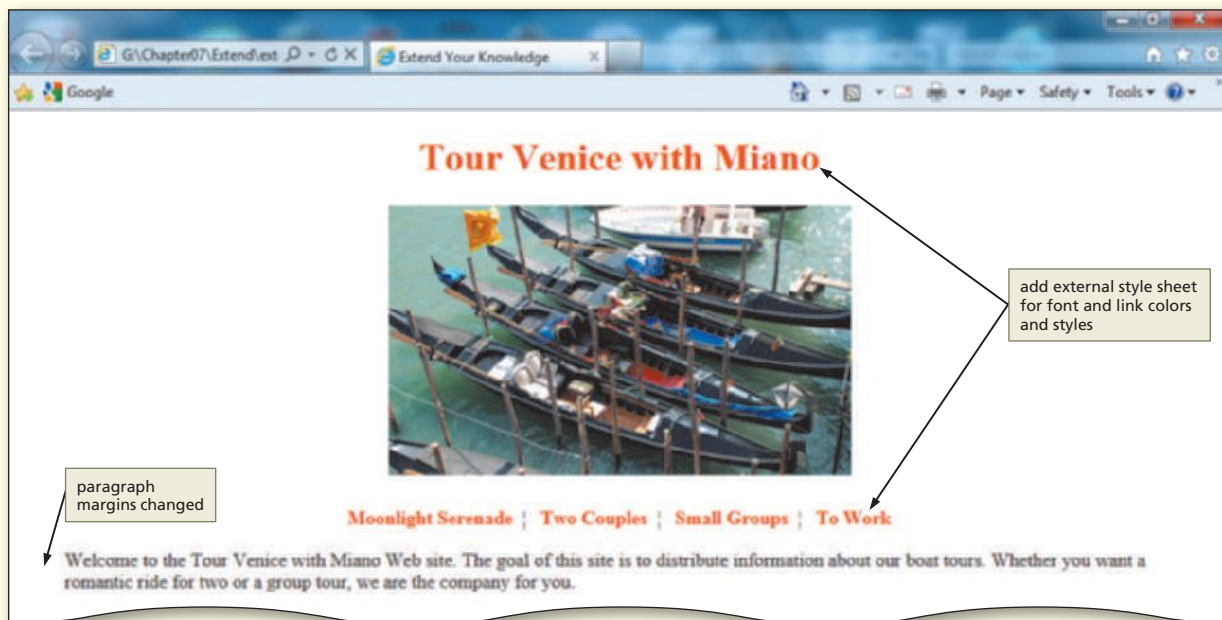 G:\Chapter07\Extend\ext
Extend Your Knowledge
Google
Page
Safety
Tools
Tour Venice with Miano
add external style sheet
for font and link colors
and styles
paragraph
margins changed
Moonlight Serenade ¦ Two Couples ¦ Small Groups ¦ To Work
Welcome to the Tour Venice with Miano Web site. The goal of this site is to distribute information about our boat tours. Whether you want a
romantic ride for two or a group tour, we are the company for you.